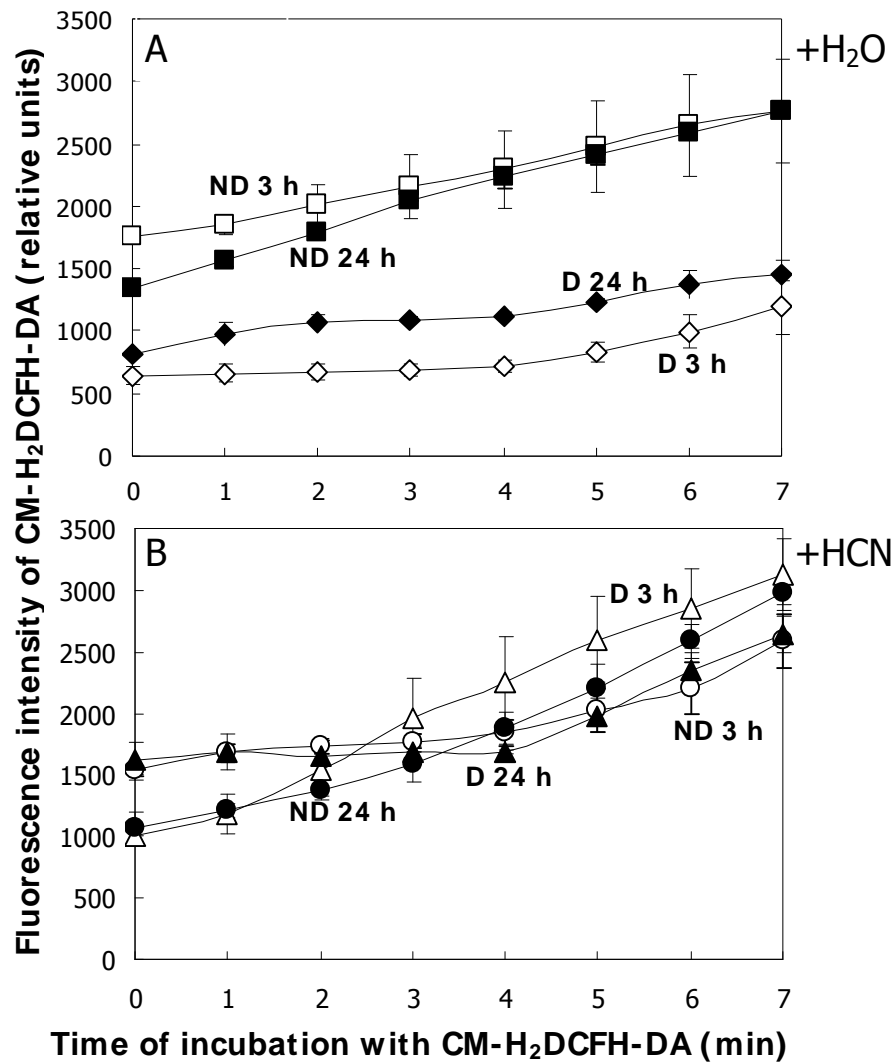 Fluorescence intensity of CM-H₂DCFH-DA (relative units)
A
+H₂O
3500
3000
2500
2000
1500
1000
500
0
ND 3 h
ND 24 h
D 24 h
D 3 h
0 1 2 3 4 5 6 7
B
+HCN
3500
3000
2500
2000
1500
1000
500
0
D 3 h
ND 3 h
D 24 h
ND 24 h
0 1 2 3 4 5 6 7
Time of incubation with CM-H₂DCFH-DA (min)